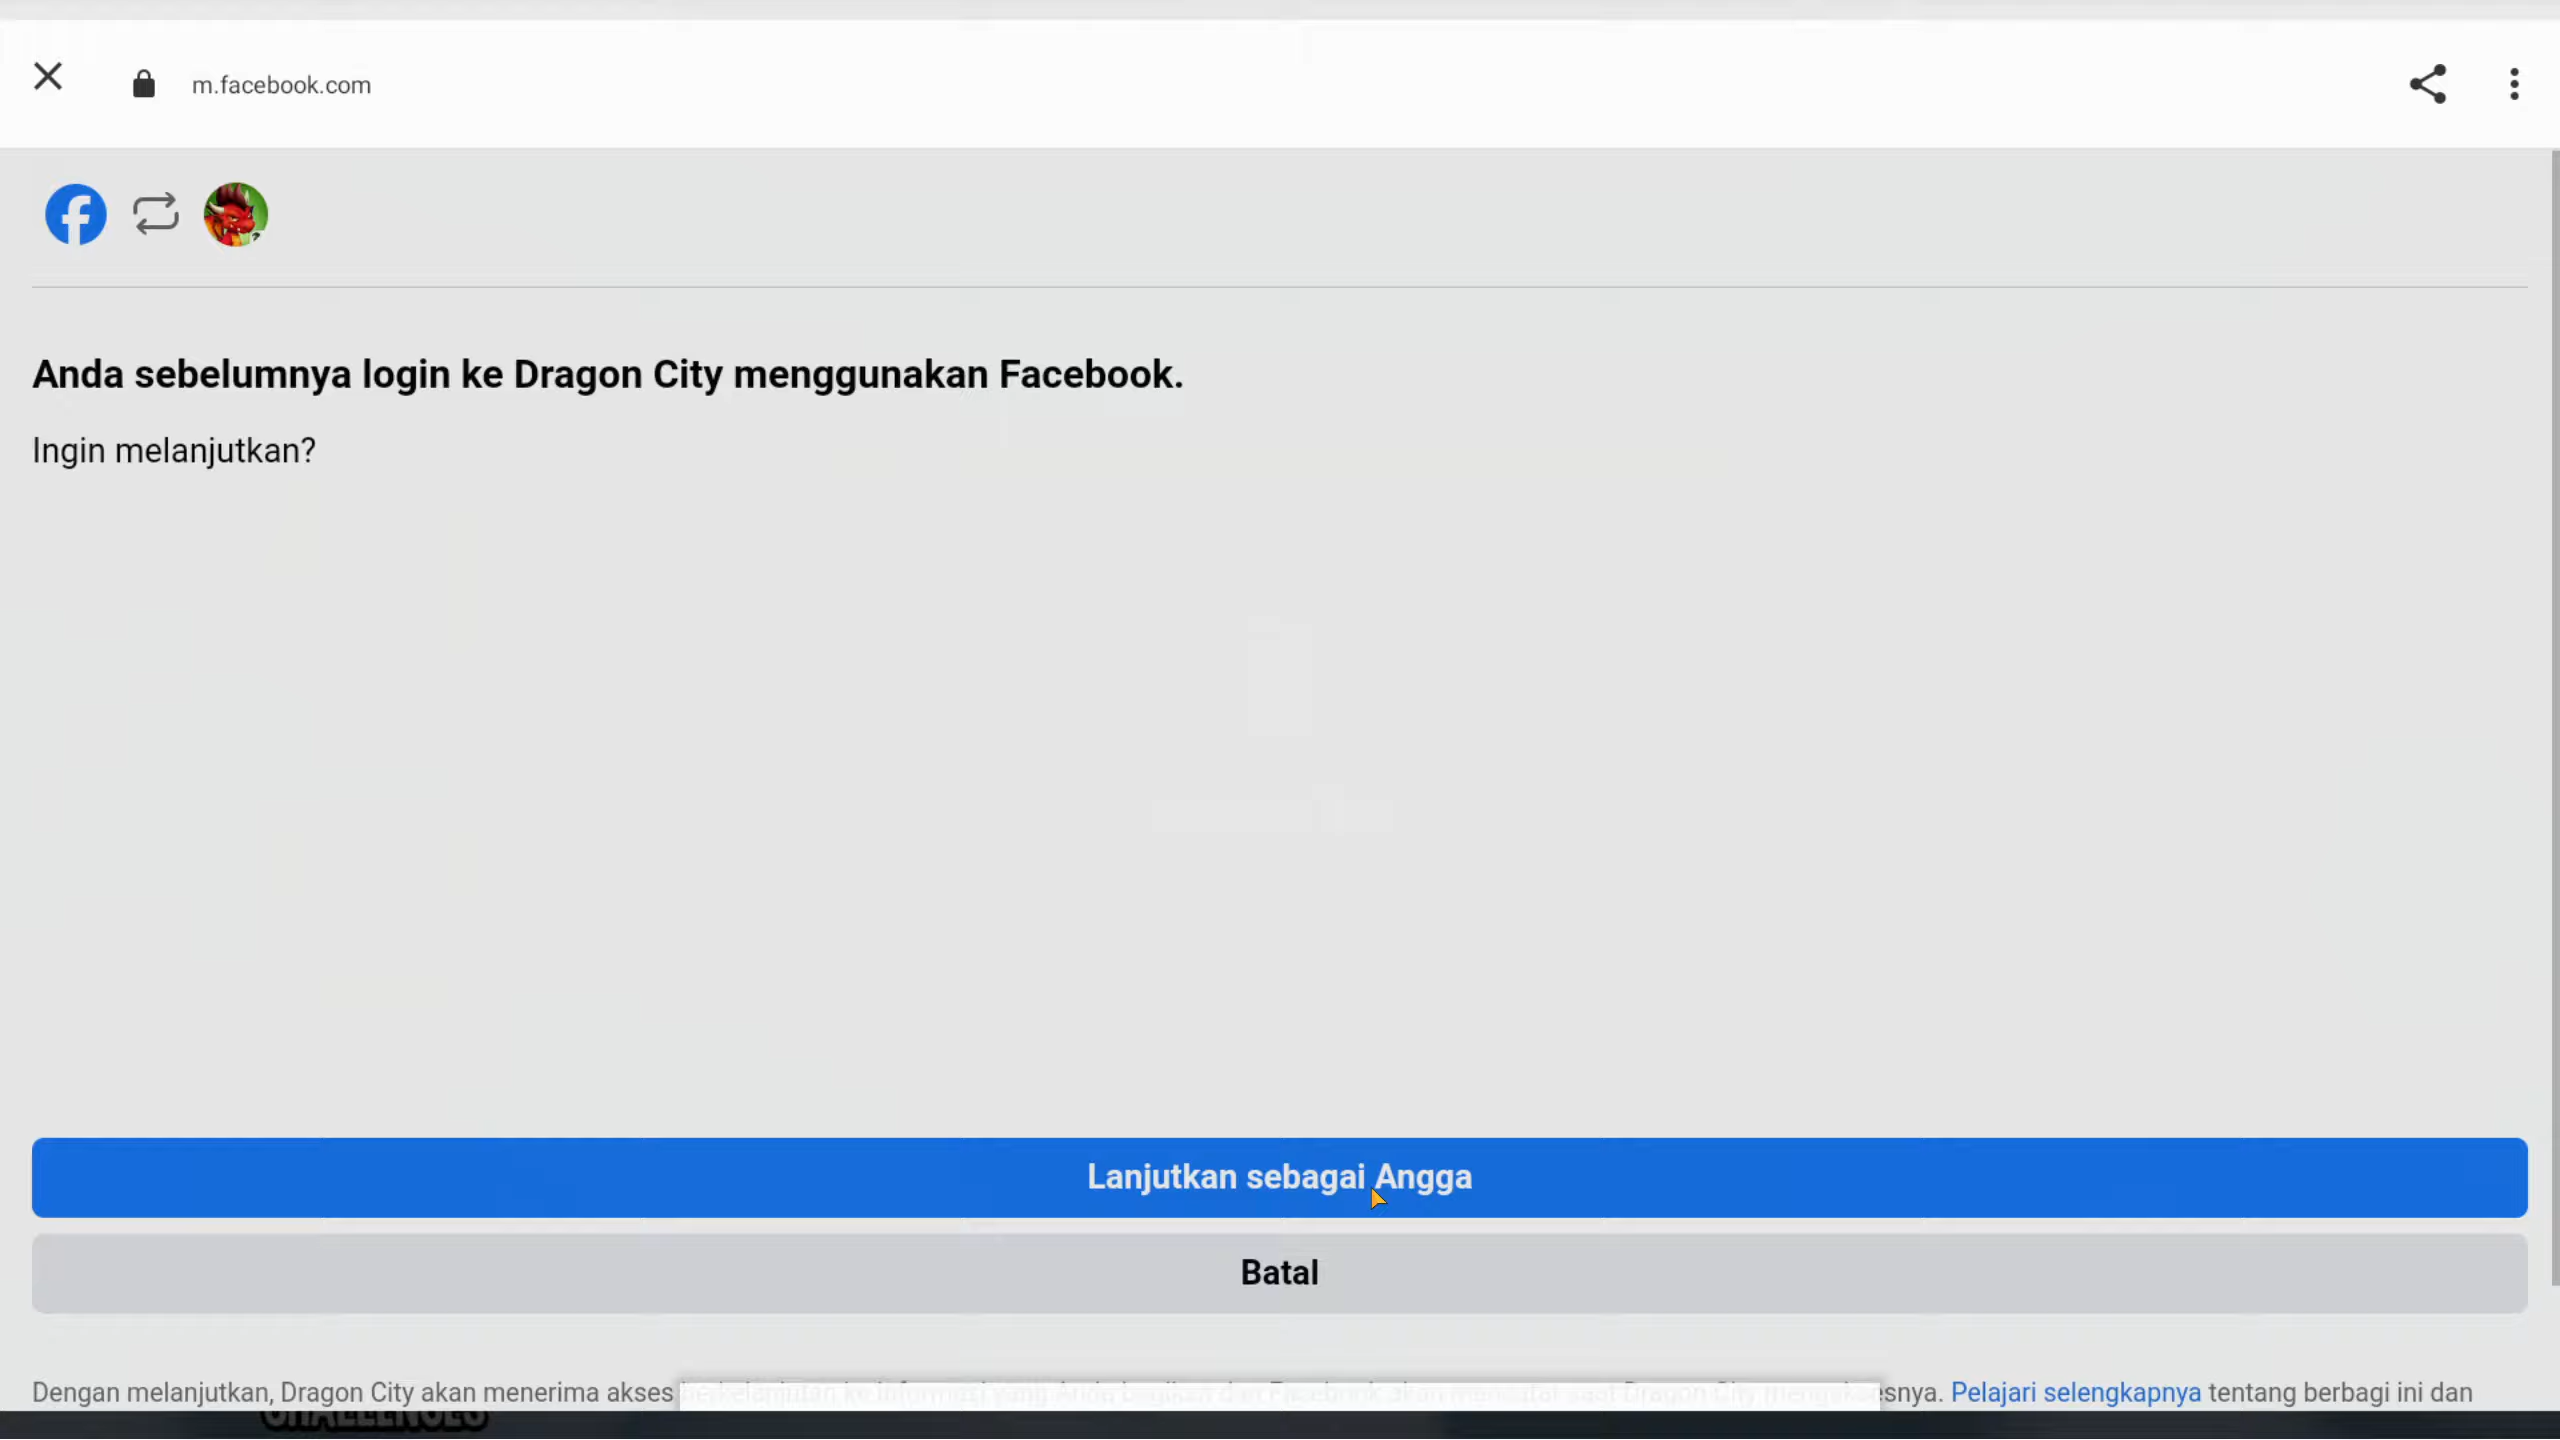 m.facebook.com
Anda sebelumnya login ke Dragon City menggunakan Facebook.
Ingin melanjutkan?
Lanjutkan sebagai Angga
Batal
Dengan melanjutkan, Dragon City akan menerima akses snya. Pelajari selengkapnya tentang berbagi ini dan
CHALLENGES